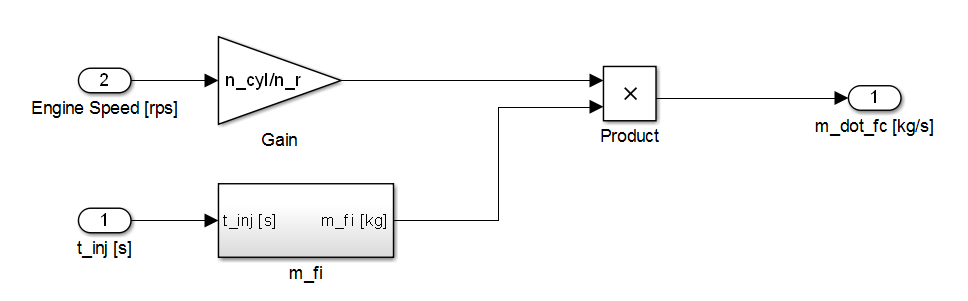 2
Engine Speed [rps]
n_cyl/n_r
Gain
×
Product
1
m_dot_fc [kg/s]
1
t_inj [s]
t_inj [s]
m_fi [kg]
m_fi